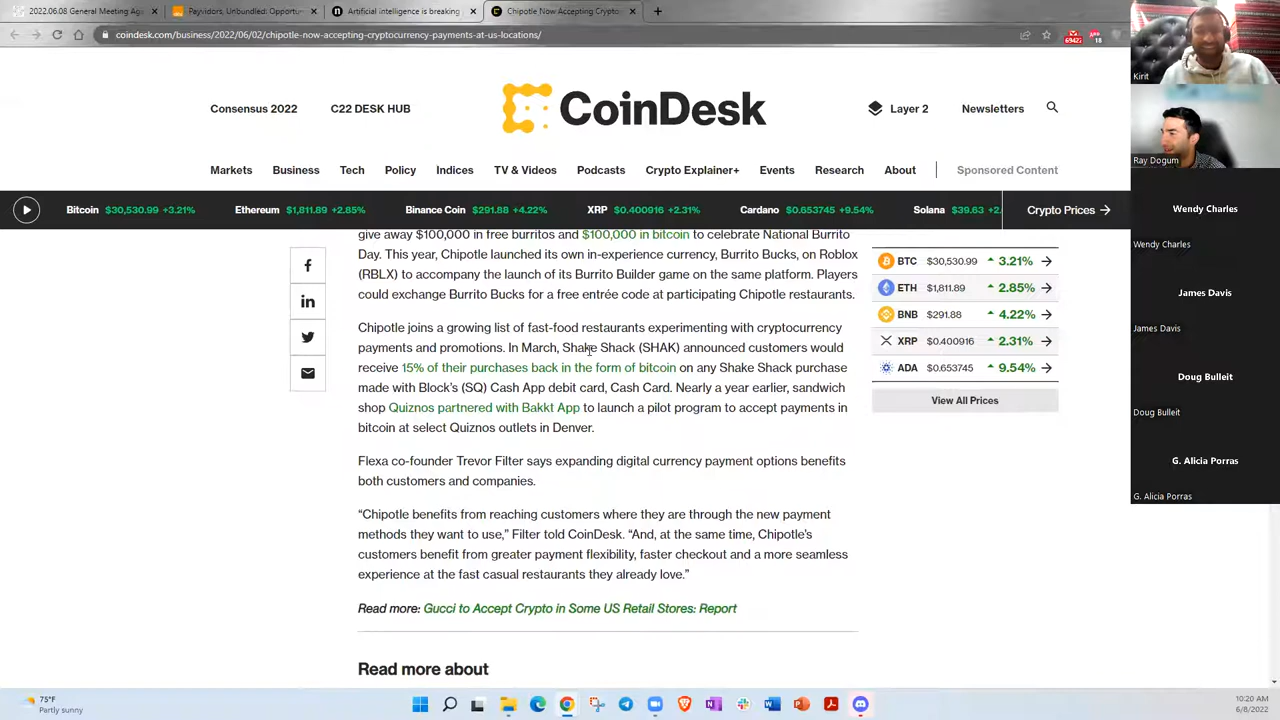 2022.06.08 General Meeting Age
Payvidors, Unbundled: Opportun
Artificial intelligence is breaking
Chipotle Now Accepting Crypto
coindesk.com/business/2022/06/02/chipotle-now-accepting-cryptocurrency-payments-at-us-locations/
Consensus 2022
C22 DESK HUB
CoinDesk
Layer 2
Newsletters
Markets Business Tech Policy Indices TV & Videos Podcasts Crypto Explainer+ Events Research About Sponsored Content
Bitcoin $30,530.99 +3.21% Ethereum $1,811.89 +2.85% Binance Coin $291.88 +4.22% XRP $0.400916 +2.31% Cardano $0.653745 +9.54% Solana $39.63 +2. Crypto Prices
give away $100,000 in free burritos and $100,000 in bitcoin to celebrate National Burrito
Day. This year, Chipotle launched its own in-experience currency, Burrito Bucks, on Roblox
(RBLX) to accompany the launch of its Burrito Builder game on the same platform. Players
could exchange Burrito Bucks for a free entrée code at participating Chipotle restaurants.
Chipotle joins a growing list of fast-food restaurants experimenting with cryptocurrency
payments and promotions. In March, Shake Shack (SHAK) announced customers would
receive 15% of their purchases back in the form of bitcoin on any Shake Shack purchase
made with Block's (SQ) Cash App debit card, Cash Card. Nearly a year earlier, sandwich
shop Quiznos partnered with Bakkt App to launch a pilot program to accept payments in
bitcoin at select Quiznos outlets in Denver.
Flexa co-founder Trevor Filter says expanding digital currency payment options benefits
both customers and companies.
“Chipotle benefits from reaching customers where they are through the new payment
methods they want to use,” Filter told CoinDesk. “And, at the same time, Chipotle's
customers benefit from greater payment flexibility, faster checkout and a more seamless
experience at the fast casual restaurants they already love.”
Read more: Gucci to Accept Crypto in Some US Retail Stores: Report
Read more about
BTC $30,530.99 3.21%
ETH $1,811.89 2.85%
BNB $291.88 4.22%
XRP $0.400916 2.31%
ADA $0.653745 9.54%
View All Prices
Kirit
Ray Dogum
Wendy Charles
Wendy Charles
James Davis
James Davis
Doug Bulleit
Doug Bulleit
G. Alicia Porras
G. Alicia Porras
75°F
Partly sunny
10:20 AM
6/8/2022